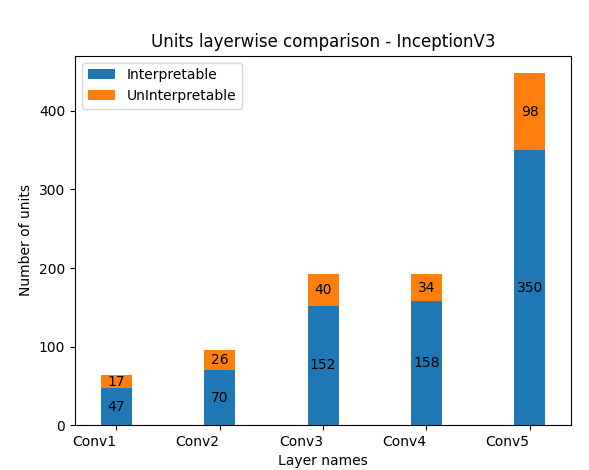 Units layerwise comparison - InceptionV3
Interpretable
UnInterpretable
Number of units
400
300
200
100
0
17
47
26
70
40
152
34
158
98
350
Conv1 Conv2 Conv3 Conv4 Conv5
Layer names